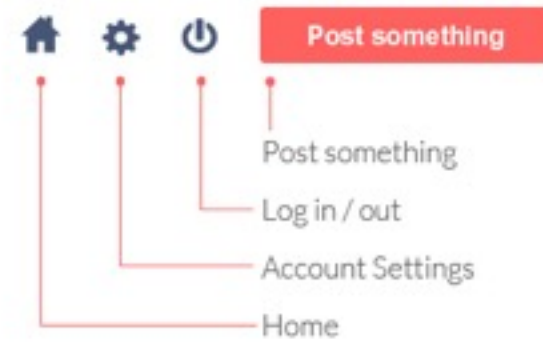 Post something
Post something
Log in / out
Account Settings
Home